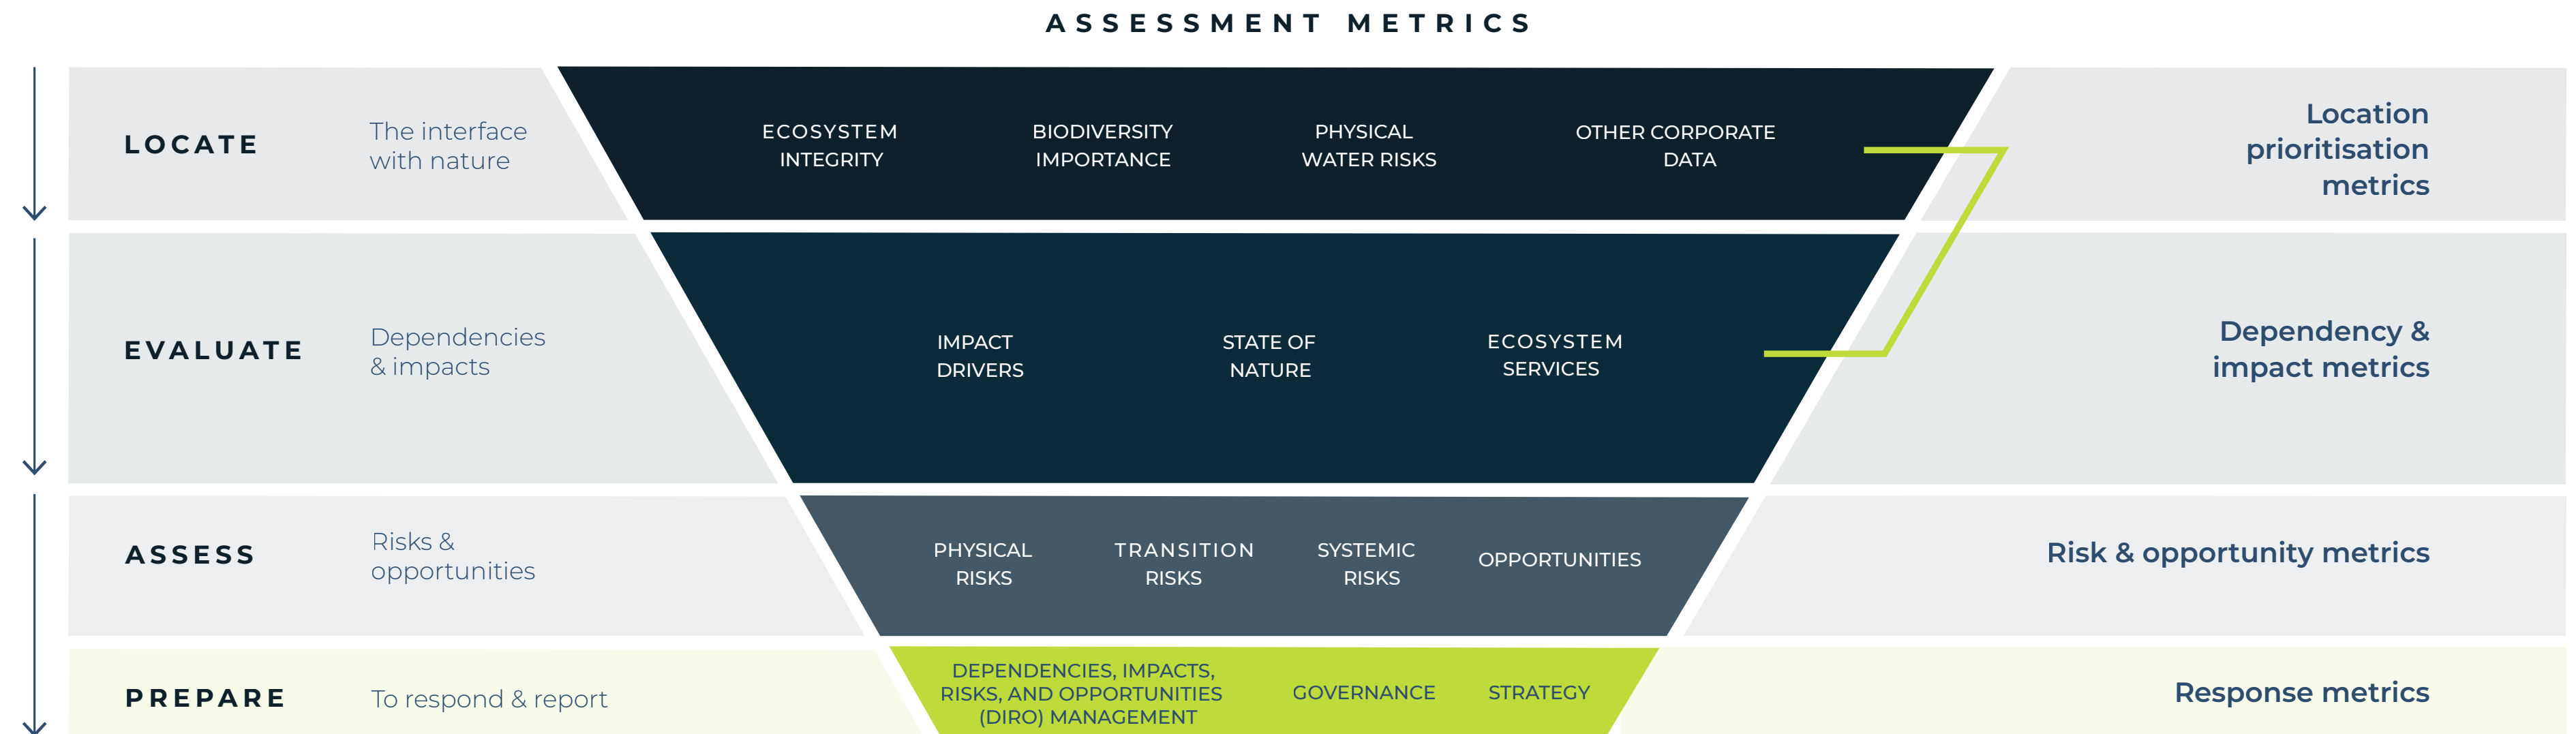 ASSESSMENT METRICS
LOCATE
The interface
with nature
ECOSYSTEM
INTEGRITY
BIODIVERSITY
IMPORTANCE
PHYSICAL
WATER RISKS
OTHER CORPORATE
DATA
Location
prioritisation
metrics
EVALUATE
Dependencies
& impacts
IMPACT
DRIVERS
STATE OF
NATURE
ECOSYSTEM
SERVICES
Dependency &
impact metrics
ASSESS
Risks &
opportunities
PHYSICAL
RISKS
TRANSITION
RISKS
SYSTEMIC
RISKS
OPPORTUNITIES
Risk & opportunity metrics
PREPARE
To respond & report
DEPENDENCIES, IMPACTS,
RISKS, AND OPPORTUNITIES
(DIRO) MANAGEMENT
GOVERNANCE
STRATEGY
Response metrics